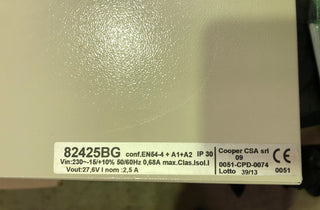 82425BG conf.EN54-4 + A1+A2 IP 30
Vin:230~-15/+10% 50/60Hz 0,68A max.Clas.Isol.I
Vout:27,6V I nom :2,5 A
Cooper CSA srl
09
0051-CPD-0074
Lotto 39/13
CE
0051